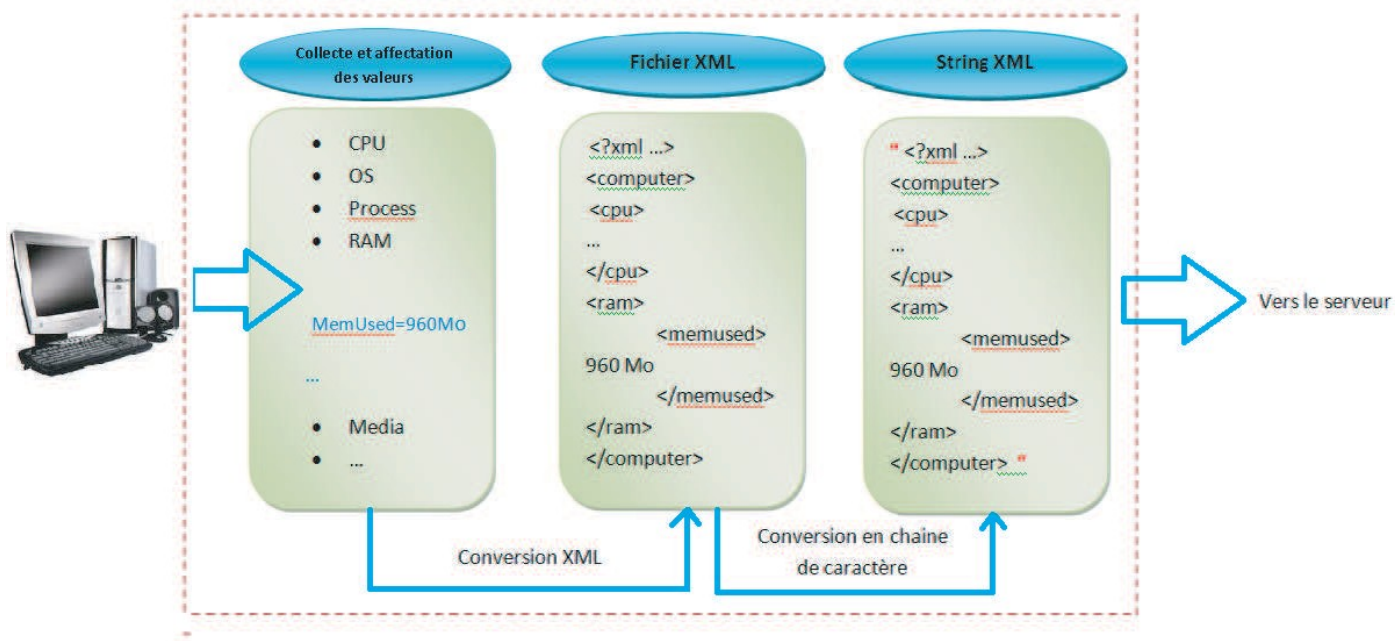 Collecte et affectation
des valeurs
• CPU
• OS
• Process
• RAM
MemUsed=960Mo
...
• Media
• ...
Fichier XML
<?xml ...>
<computer>
<cpu>
...
</cpu>
<ram>
<memused>
960 Mo
</memused>
</ram>
</computer>
String XML
" <?xml ...>
<computer>
<cpu>
...
</cpu>
<ram>
<memused>
960 Mo
</memused>
</ram>
</computer> "
Vers le serveur
Conversion XML
Conversion en chaine
de caractère